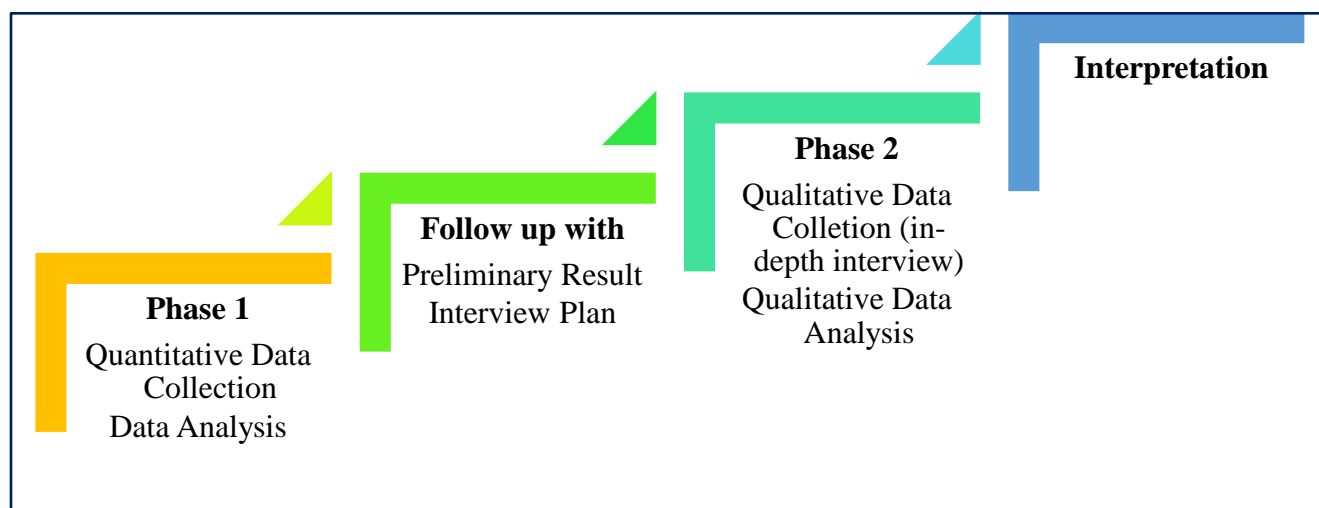 Phase 1
Quantitative Data
Collection
Data Analysis
Follow up with
Preliminary Result
Interview Plan
Phase 2
Qualitative Data
Colletion (in-
depth interview)
Qualitative Data
Analysis
Interpretation